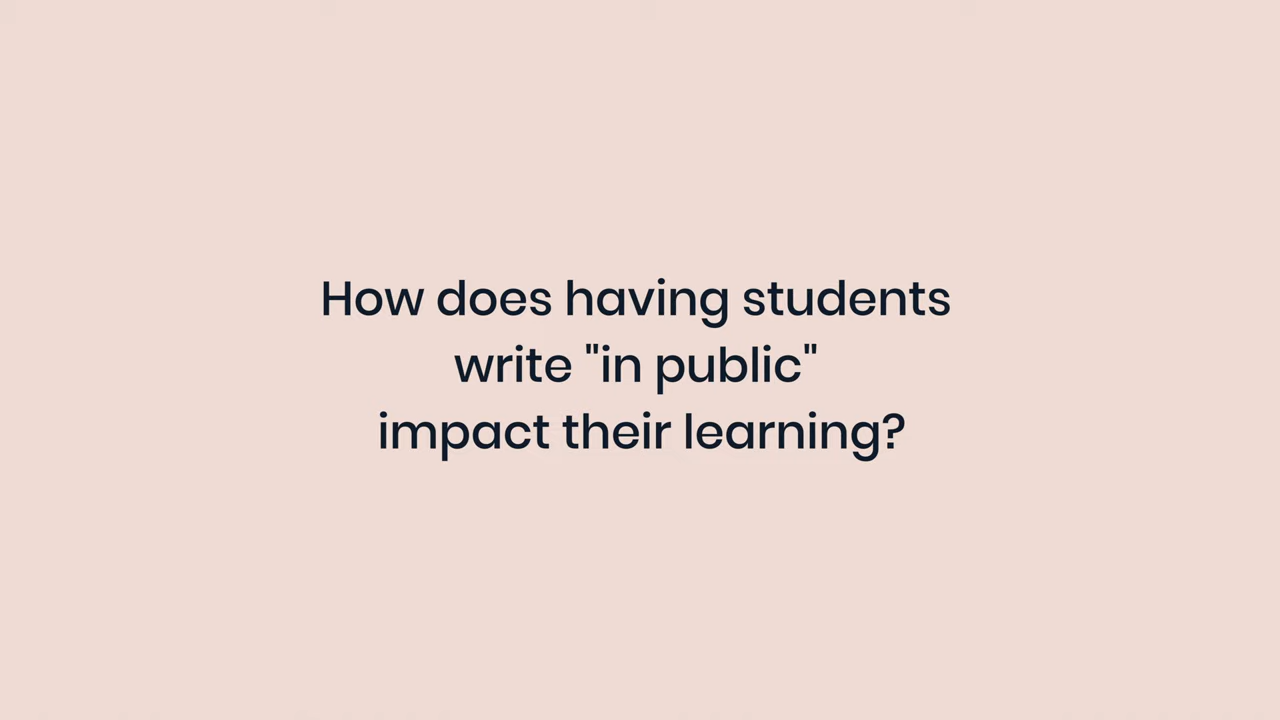 How does having students
write "in public"
impact their learning?